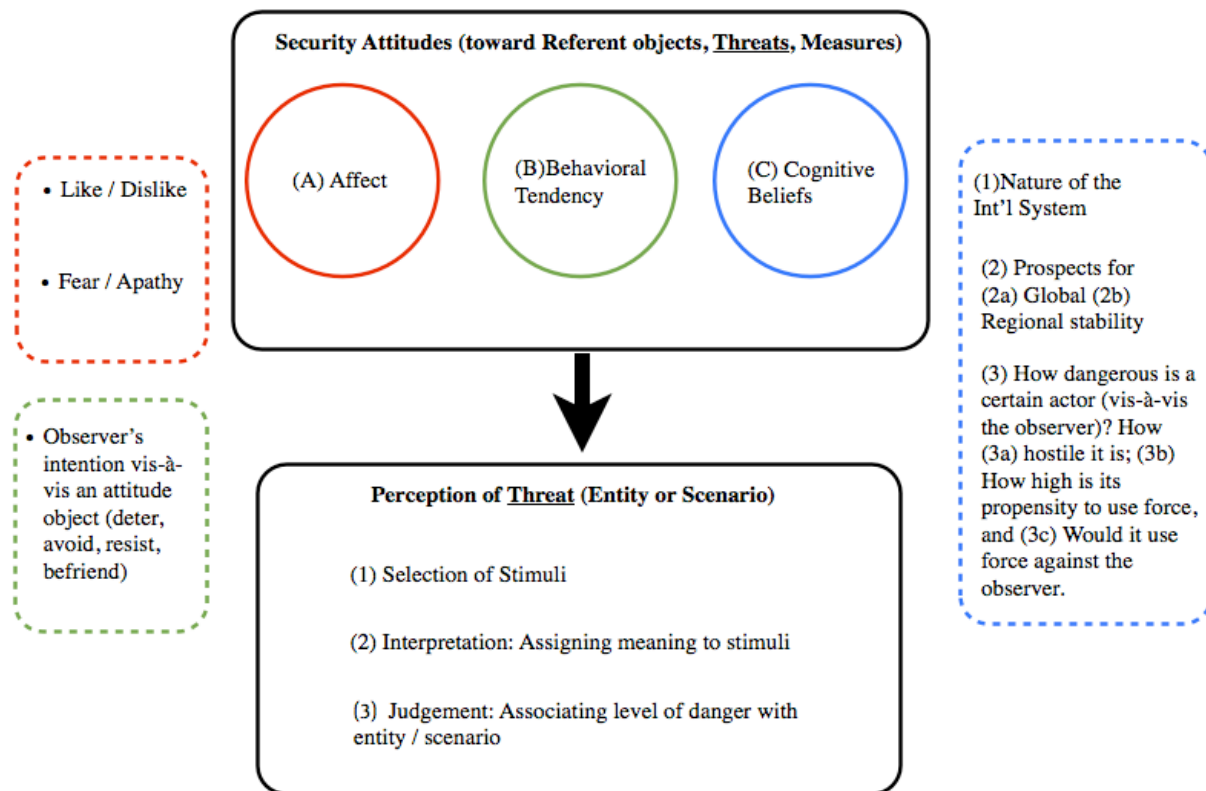 Security Attitudes (toward Referent objects, Threats, Measures)
(A) Affect
(B)Behavioral
Tendency
(C) Cognitive
Beliefs
• Like / Dislike
• Fear / Apathy
• Observer's
intention vis-à-
vis an attitude
object (deter,
avoid, resist,
befriend)
(1)Nature of the
Int'l System
(2) Prospects for
(2a) Global (2b)
Regional stability
(3) How dangerous is a
certain actor (vis-à-vis
the observer)? How
(3a) hostile it is; (3b)
How high is its
propensity to use force,
and (3c) Would it use
force against the
observer.
Perception of Threat (Entity or Scenario)
(1) Selection of Stimuli
(2) Interpretation: Assigning meaning to stimuli
(3) Judgement: Associating level of danger with
entity / scenario